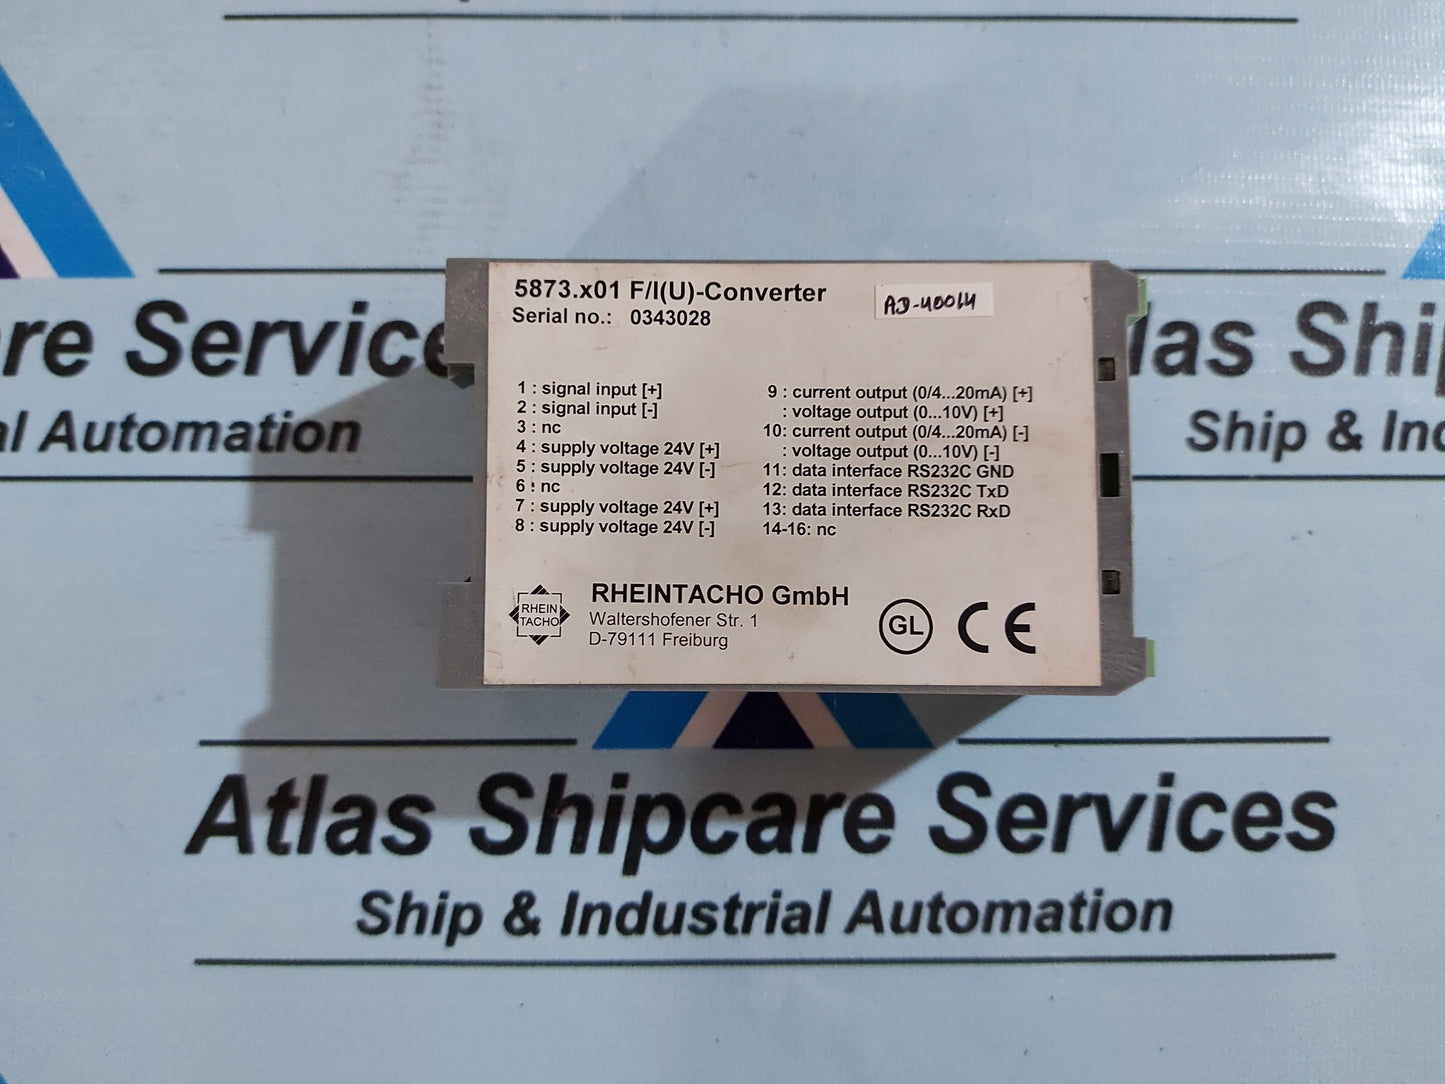 5873.x01 F/I(U)-Converter
Serial no.: 0343028
AD-40014
1 : signal input [+]
2 : signal input [-]
3 : nc
4 : supply voltage 24V [+]
5 : supply voltage 24V [-]
6 : nc
7 : supply voltage 24V [+]
8 : supply voltage 24V [-]
9 : current output (0/4...20mA) [+]
: voltage output (0...10V) [+]
10: current output (0/4...20mA) [-]
: voltage output (0...10V) [-]
11: data interface RS232C GND
12: data interface RS232C TxD
13: data interface RS232C RxD
14-16: nc
RHEIN
TACHO
RHEINTACHO GmbH
Waltershofener Str. 1
D-79111 Freiburg
GL
CE
re Service
al Automation
las Ship
Ship & Ind
Atlas Shipcare Services
Ship & Industrial Automation